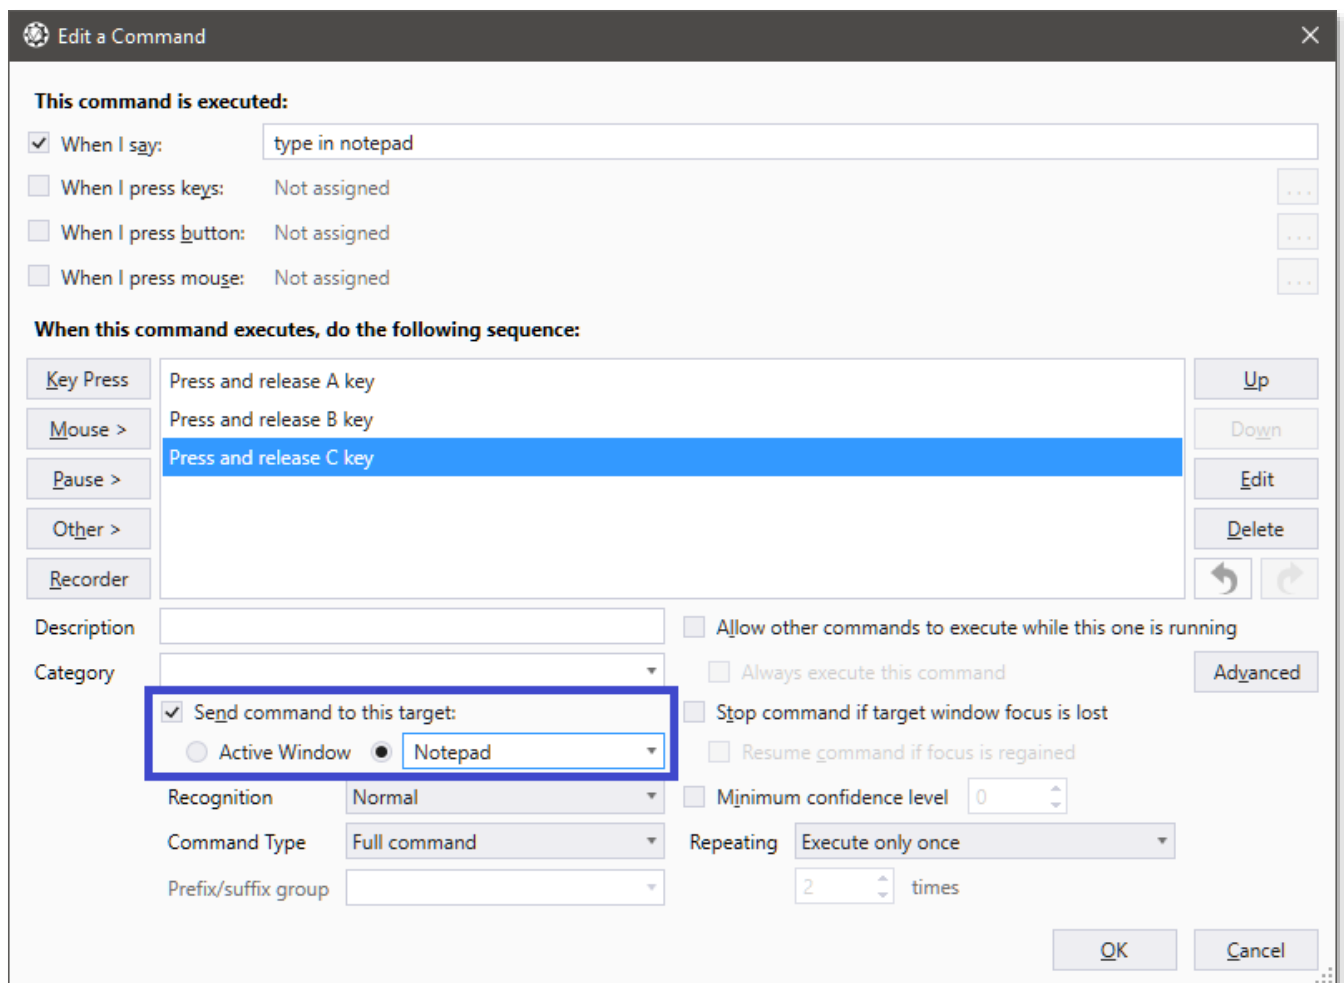 Edit a Command
This command is executed:
When I say: type in notepad
When I press keys: Not assigned ...
When I press button: Not assigned ...
When I press mouse: Not assigned ...
When this command executes, do the following sequence:
Key Press Press and release A key Up
Mouse > Press and release B key Down
Press and release C key
Pause > Edit
Other > Delete
Recorder
Description Allow other commands to execute while this one is running
Category Always execute this command Advanced
Send command to this target: Stop command if target window focus is lost
Active Window Notepad Resume command if focus is regained
Recognition Normal Minimum confidence level 0
Command Type Full command Repeating Execute only once
Prefix/suffix group 2 times
OK Cancel